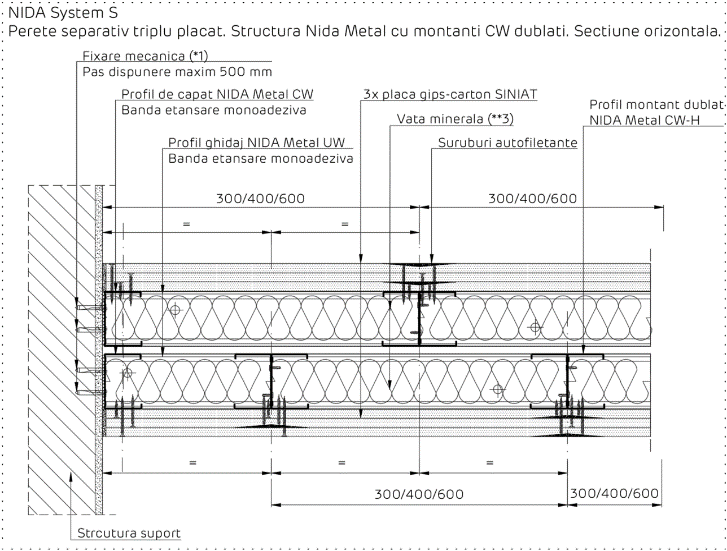 NIDA System S
Perete separativ triplu placat. Structura Nida Metal cu montanti CW dublati. Sectiune orizontala.
Fixare mecanica (*1)
Pas dispunere maxim 500 mm
Profil de capat NIDA Metal CW
Banda etansare monoadeziva
3x placa gips-carton SINIAT
Profil montant dublat
NIDA Metal CW-H
Vata minerala (**3)
Profil ghidaj NIDA Metal UW
Banda etansare monoadeziva
Suruburi autofiletante
300/400/600
300/400/600
=
=
=
=
=
300/400/600
300/400/600
Strcutura suport